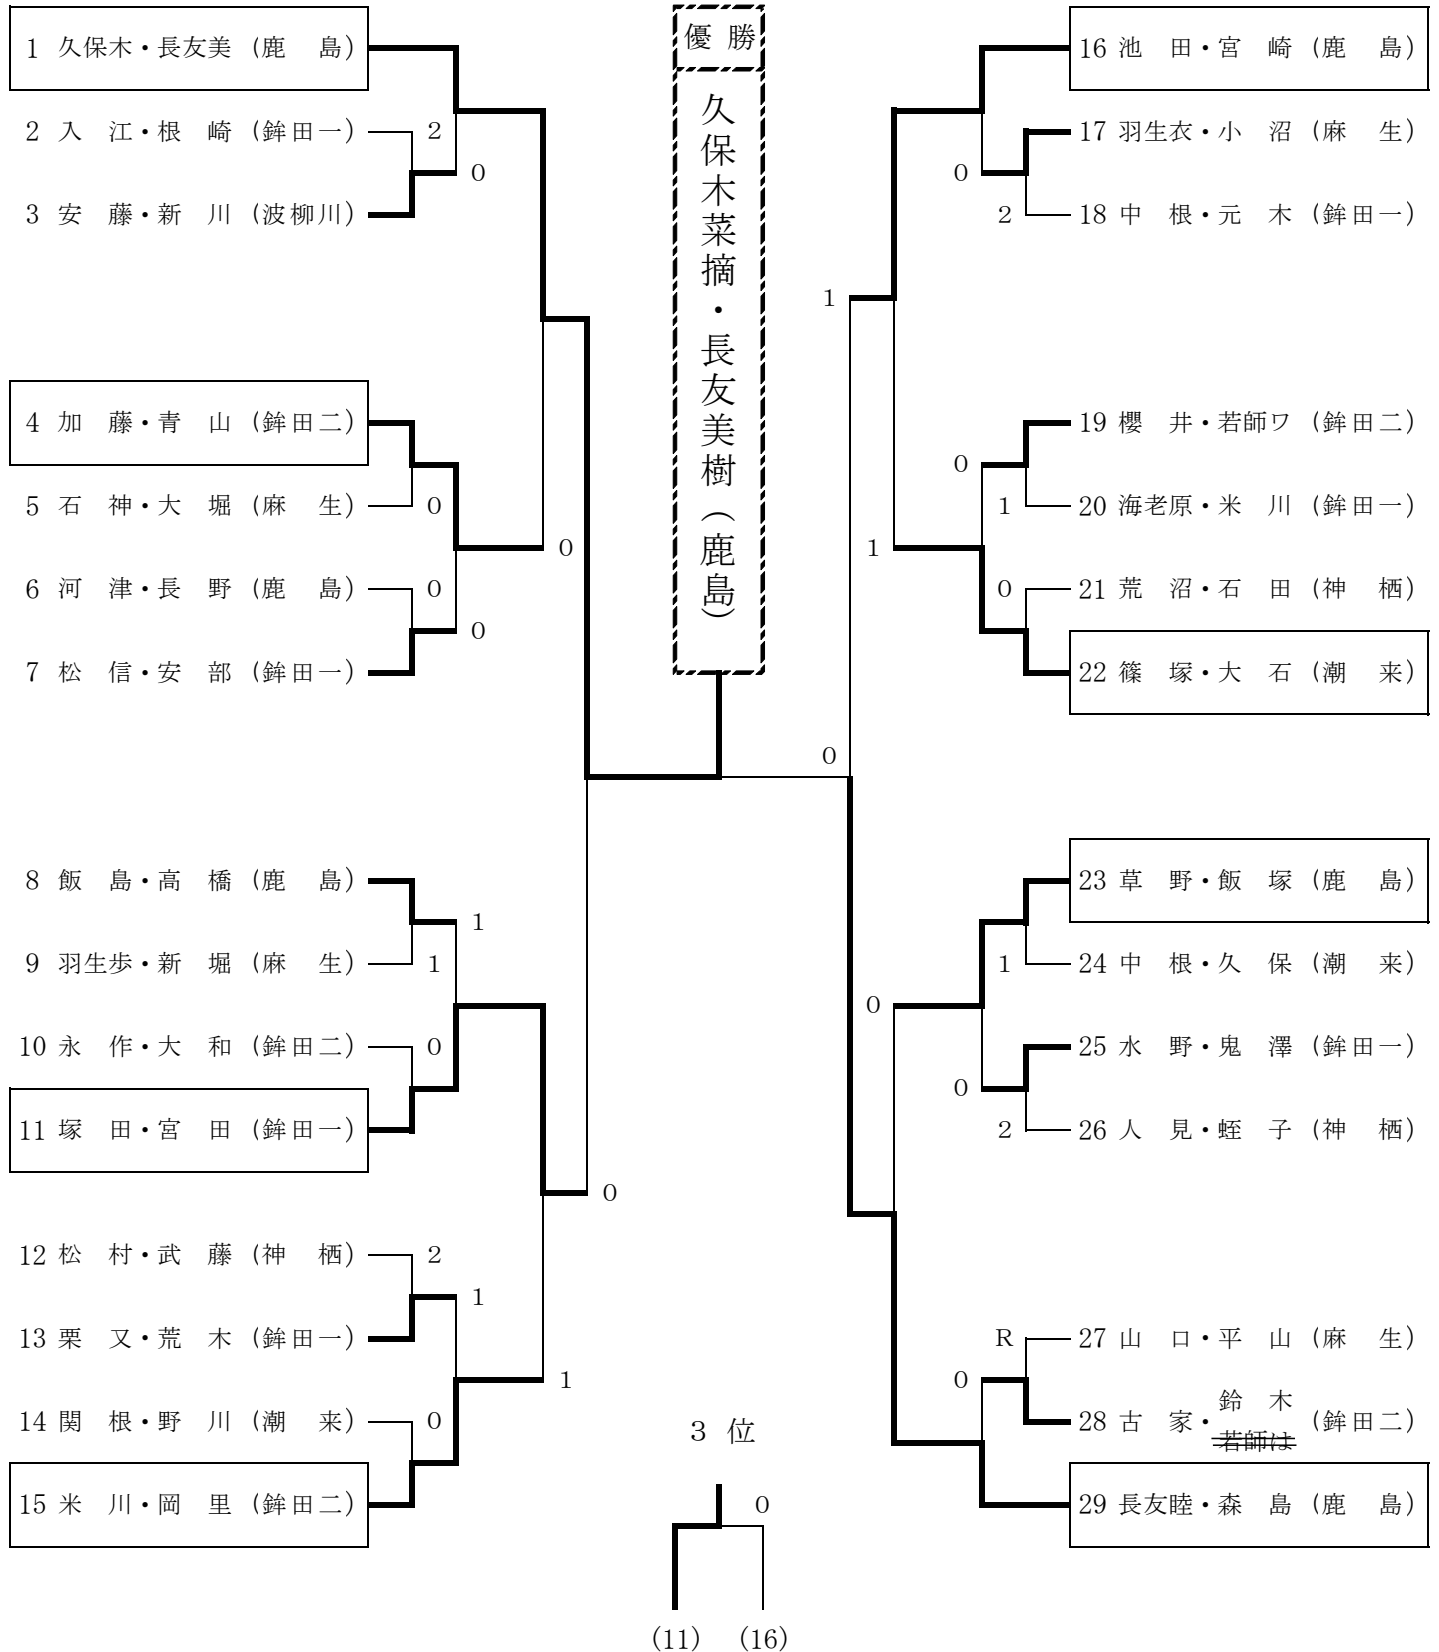 1 久保木・長友美 (鹿　島)
2 入　江・根　崎 (鉾田一)
2
0
3 安　藤・新　川 (波柳川)
4 加　藤・青　山 (鉾田二)
5 石　神・大　堀 (麻　生)
0
0
6 河　津・長　野 (鹿　島)
0
0
7 松　信・安　部 (鉾田一)
8 飯　島・高　橋 (鹿　島)
1
9 羽生歩・新　堀 (麻　生)
1
10 永　作・大　和 (鉾田二)
0
11 塚　田・宮　田 (鉾田一)
0
12 松　村・武　藤 (神　栖)
2
1
13 栗　又・荒　木 (鉾田一)
1
14 関　根・野　川 (潮　来)
0
15 米　川・岡　里 (鉾田二)
優 勝
久保木菜摘・長友美樹（鹿島）
0
3 位
0
(11) (16)
16 池　田・宮　崎 (鹿　島)
17 羽生衣・小　沼 (麻　生)
0
2
18 中　根・元　木 (鉾田一)
1
19 櫻　井・若師ワ (鉾田二)
0
1
20 海老原・米　川 (鉾田一)
1
0
21 荒　沼・石　田 (神　栖)
22 篠　塚・大　石 (潮　来)
23 草　野・飯　塚 (鹿　島)
1
24 中　根・久　保 (潮　来)
0
25 水　野・鬼　澤 (鉾田一)
0
2
26 人　見・蛭　子 (神　栖)
R
27 山　口・平　山 (麻　生)
0
鈴　木
28 古　家・若師は (鉾田二)
29 長友睦・森　島 (鹿　島)